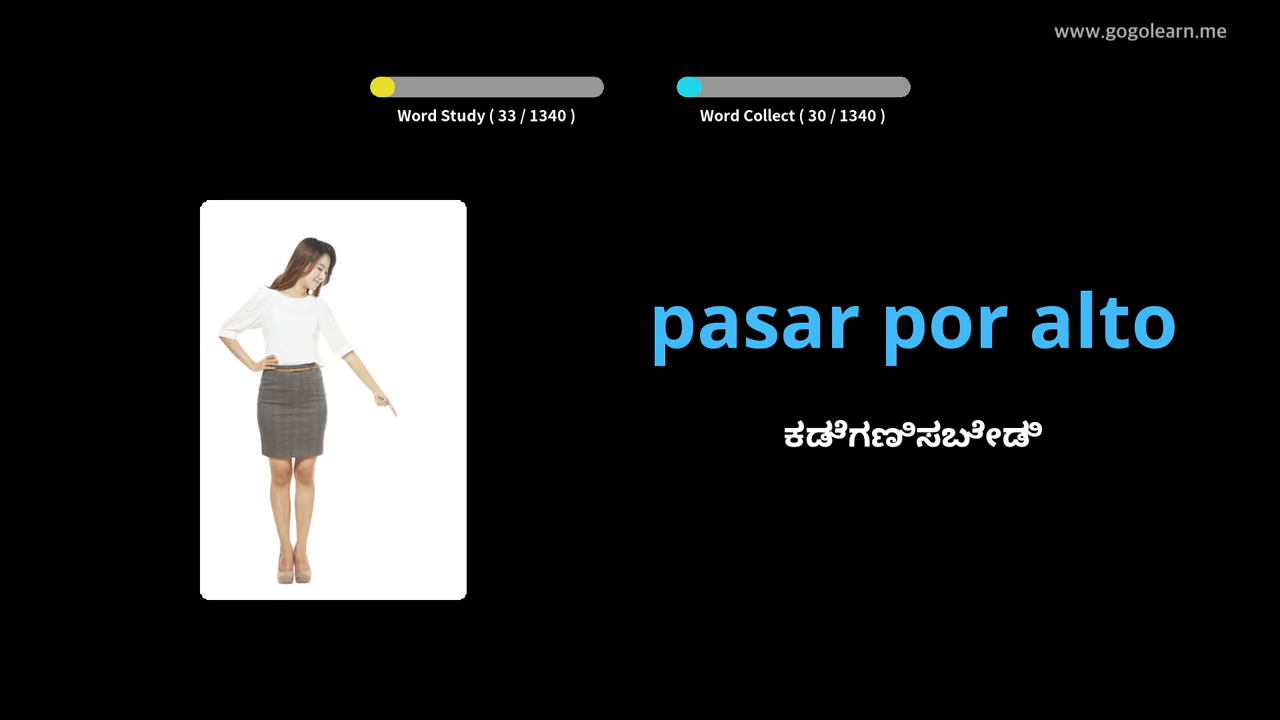 www.gogolearn.me
Word Study ( 33 / 1340 )
Word Collect ( 30 / 1340 )
pasar por alto
ಕಡೆಗಣಿಸಬೇಡಿ